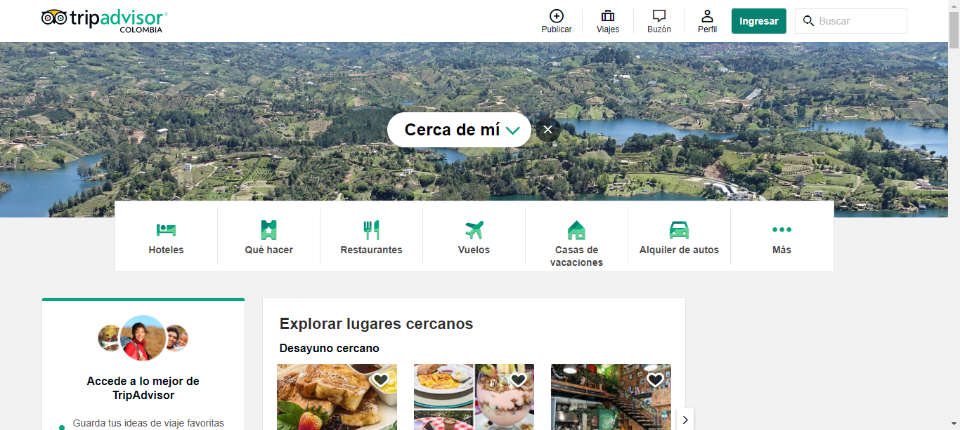 tripadvisor
COLOMBIA
Publicar
Viajes
Buzón
Perfil
Ingresar
Buscar
Cerca de mí
Hoteles
Qué hacer
Restaurantes
Vuelos
Casas de
vacaciones
Alquiler de autos
Más
Accede a lo mejor de
TripAdvisor
Guarda tus ideas de viaje favoritas
Explorar lugares cercanos
Desayuno cercano